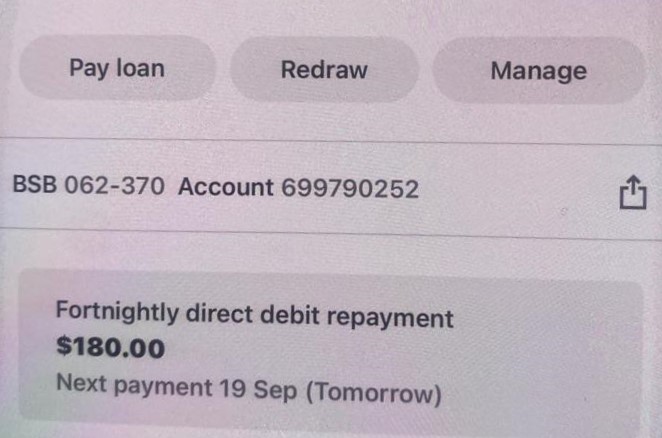 Pay loan Redraw Manage
BSB 062-370 Account 699790252
Fortnightly direct debit repayment
$180.00
Next payment 19 Sep (Tomorrow)